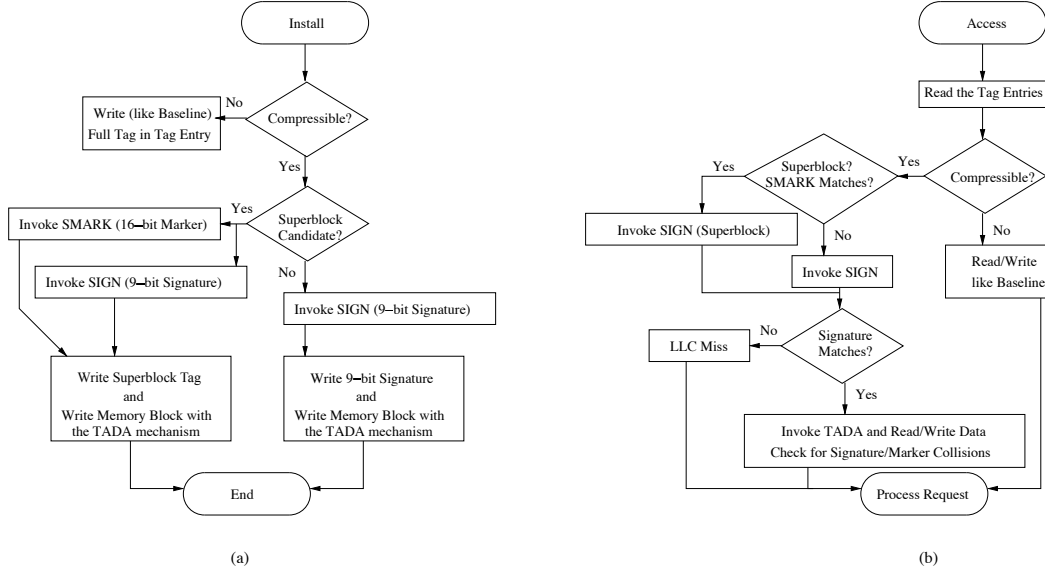 Install
Compressible?
No
Write (like Baseline)
Full Tag in Tag Entry
Yes
Superblock
Candidate?
Yes
Invoke SMARK (16−bit Marker)
Invoke SIGN (9−bit Signature)
No
Invoke SIGN (9−bit Signature)
Write Superblock Tag
and
Write Memory Block with
the TADA mechanism
Write 9−bit Signature
and
Write Memory Block with
the TADA mechanism
End
(a)
Access
Read the Tag Entries
Compressible?
Yes
Superblock?
SMARK Matches?
Yes
Invoke SIGN (Superblock)
No
Invoke SIGN
No
Read/Write
like Baseline
Signature
Matches?
No
LLC Miss
Yes
Invoke TADA and Read/Write Data
Check for Signature/Marker Collisions
Process Request
(b)